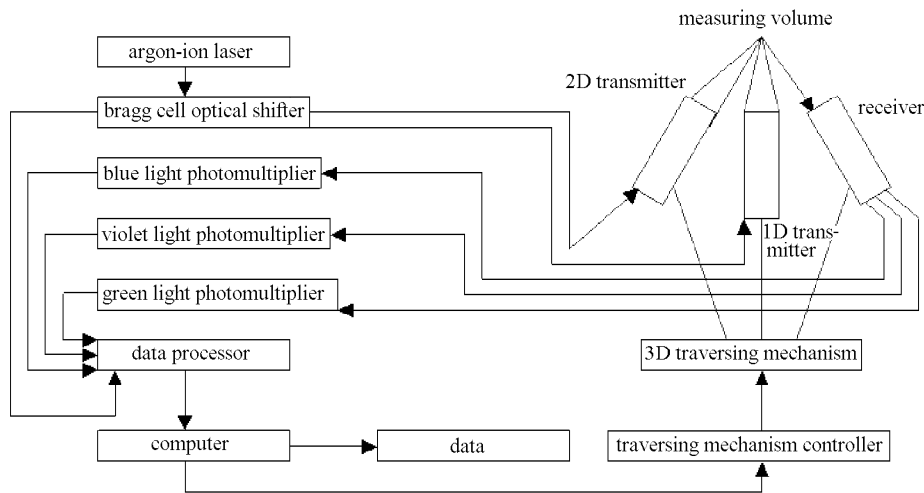 measuring volume
argon-ion laser
2D transmitter
bragg cell optical shifter
receiver
blue light photomultiplier
violet light photomultiplier
1D trans-
mitter
green light photomultiplier
data processor
3D traversing mechanism
computer
data
traversing mechanism controller